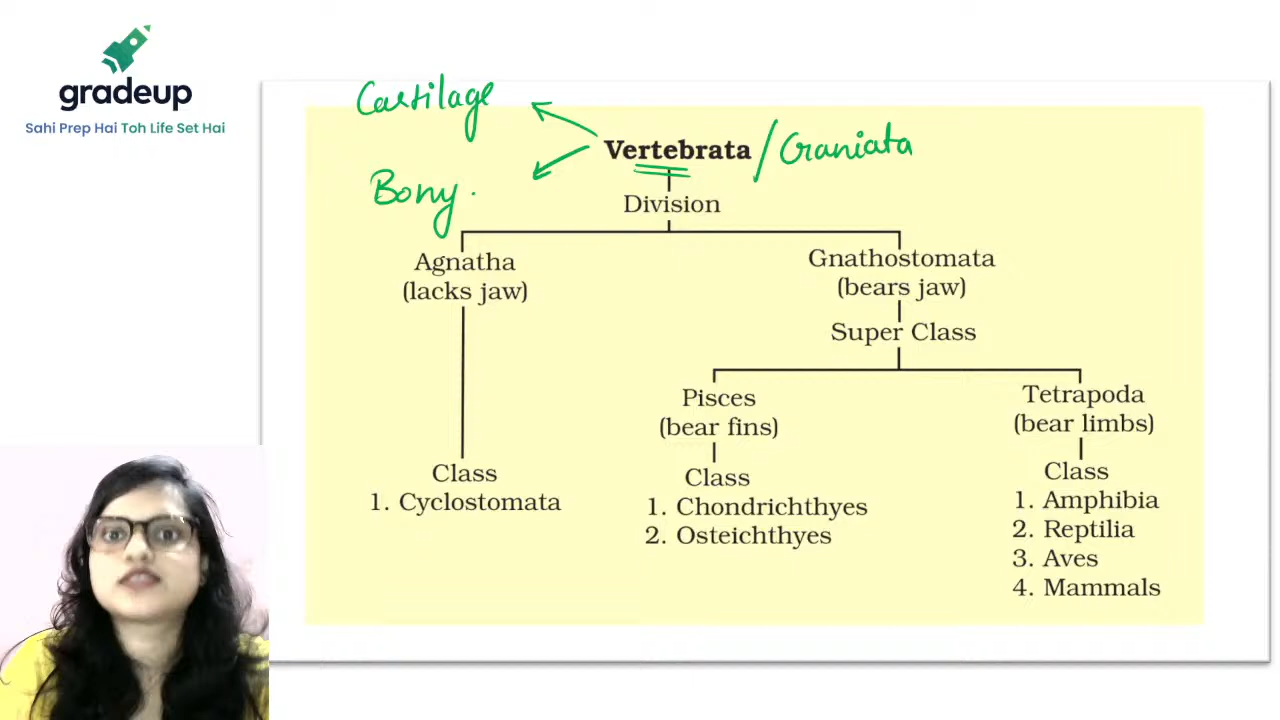 gradeup
Sahi Prep Hai Toh Life Set Hai
Cartilage
Vertebrata / Craniata
Bony.
Division
Agnatha
(lacks jaw)
Gnathostomata
(bears jaw)
Super Class
Pisces
(bear fins)
Tetrapoda
(bear limbs)
Class
1. Cyclostomata
Class
1. Chondrichthyes
2. Osteichthyes
Class
1. Amphibia
2. Reptilia
3. Aves
4. Mammals